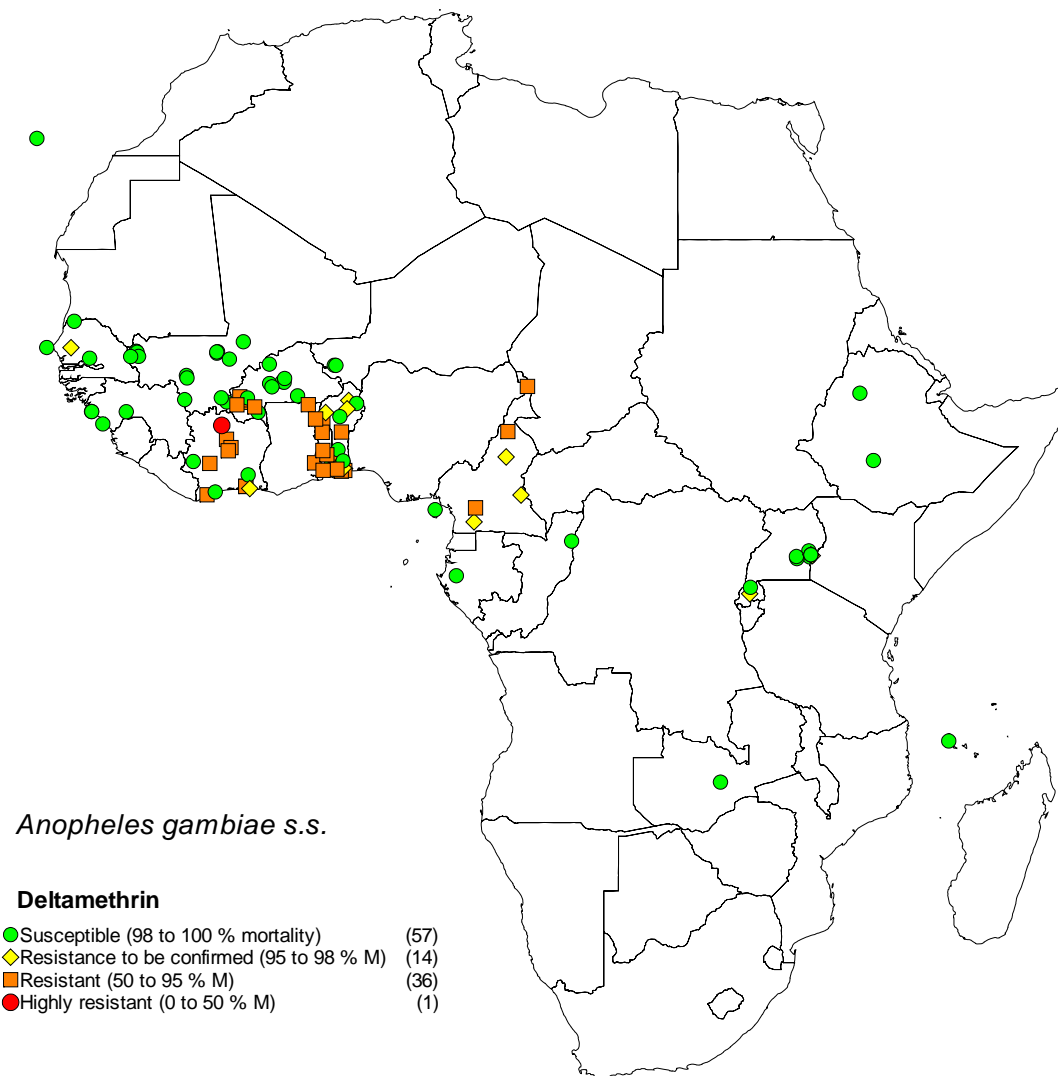 Anopheles gambiae s.s.
Deltamethrin
Susceptible (98 to 100 % mortality) (57)
Resistance to be confirmed (95 to 98 % M) (14)
Resistant (50 to 95 % M) (36)
Highly resistant (0 to 50 % M) (1)